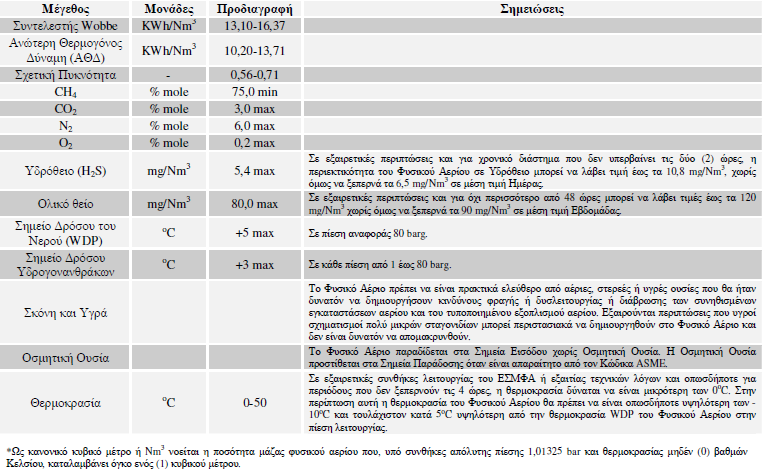 Μέγεθος Μονάδες Προδιαγραφή Σημειώσεις
Συντελεστής Wobbe KWh/Nm³ 13,10-16,37
Ανώτερη Θερμογόνος
Δύναμη (ΑΘΔ) KWh/Nm³ 10,20-13,71
Σχετική Πυκνότητα - 0,56-0,71
CH₄ % mole 75,0 min
CO₂ % mole 3,0 max
N₂ % mole 6,0 max
O₂ % mole 0,2 max
Υδρόθειο (H₂S) mg/Nm³ 5,4 max
Σε εξαιρετικές περιπτώσεις και για χρονικό διάστημα που δεν υπερβαίνει τις δύο (2) ώρες, η
περιεκτικότητα του Φυσικού Αερίου σε Υδρόθειο μπορεί να λάβει τιμή έως τα 10,8 mg/Nm³, χωρίς
όμως να ξεπερνά τα 6,5 mg/Nm³ σε μέση τιμή Ημέρας.
Ολικό θείο mg/Nm³ 80,0 max
Σε εξαιρετικές περιπτώσεις και για όχι περισσότερο από 48 ώρες μπορεί να λάβει τιμές έως τα 120
mg/Nm³ χωρίς όμως να ξεπερνά τα 90 mg/Nm³ σε μέση τιμή Εβδομάδας.
Σημείο Δρόσου του
Νερού (WDP) °C +5 max Σε πίεση αναφοράς 80 barg.
Σημείο Δρόσου
Υδρογονανθράκων °C +3 max Σε κάθε πίεση από 1 έως 80 barg.
Σκόνη και Υγρά
Το Φυσικό Αέριο πρέπει να είναι πρακτικά ελεύθερο από αέριες, στερεές ή υγρές ουσίες που θα ήταν
δυνατόν να δημιουργήσουν κινδύνους φραγής ή δυσλειτουργίας ή διάβρωσης των συνηθισμένων
εγκαταστάσεων αερίου και του τυποποιημένου εξοπλισμού αερίου. Εξαιρούνται περιπτώσεις που υγροί
σχηματισμοί πολύ μικρών σταγονιδίων μπορεί περιστασιακά να δημιουργηθούν στο Φυσικό Αέριο και
δεν είναι δυνατόν να απομακρυνθούν.
Οσμητική Ουσία
Το Φυσικό Αέριο παραδίδεται στα Σημεία Εισόδου χωρίς Οσμητική Ουσία. Η Οσμητική Ουσία
προστίθεται στα Σημεία Παράδοσης όταν είναι απαραίτητο από τον Κώδικα ASME.
Θερμοκρασία °C 0-50
Σε εξαιρετικές συνθήκες λειτουργίας του ΕΣΜΦΑ ή εξαιτίας τεχνικών λόγων και οπωσδήποτε για
περιόδους που δεν ξεπερνούν τις 4 ώρες, η θερμοκρασία δύναται να είναι μικρότερη των 0°C. Στην
περίπτωση αυτή η θερμοκρασία του Φυσικού Αερίου θα πρέπει να είναι οπωσδήποτε υψηλότερη των -
10°C και τουλάχιστον κατά 5°C υψηλότερη από την θερμοκρασία WDP του Φυσικού Αερίου στην
πίεση λειτουργίας.
*Ως κανονικό κυβικό μέτρο ή Nm³ νοείται η ποσότητα μάζας φυσικού αερίου που, υπό συνθήκες απόλυτης πίεσης 1,01325 bar και θερμοκρασίας μηδέν (0) βαθμών
Κελσίου, καταλαμβάνει όγκο ενός (1) κυβικού μέτρου.